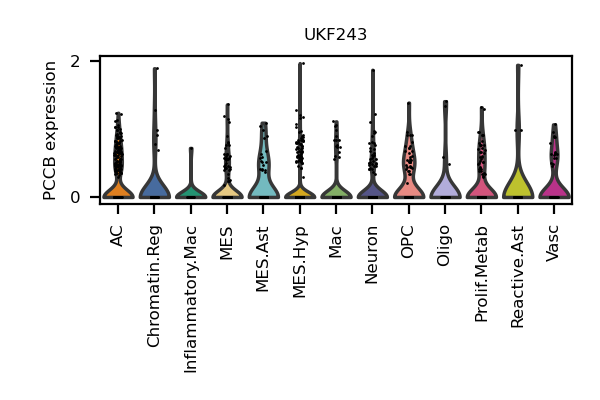 UKF243
PCCB expression
2
0
AC
Chromatin.Reg
Inflammatory.Mac
MES
MES.Ast
MES.Hyp
Mac
Neuron
OPC
Oligo
Prolif.Metab
Reactive.Ast
Vasc